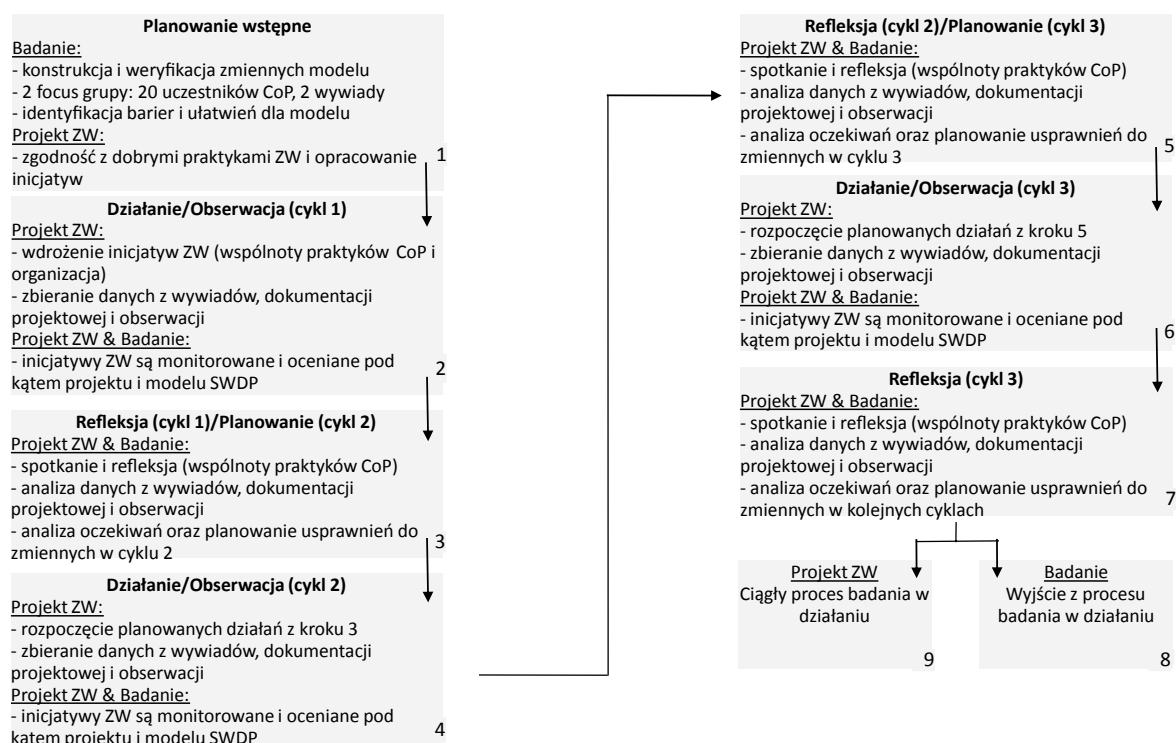 Planowanie wstępne
Badanie:
- konstrukcja i weryfikacja zmiennych modelu
- 2 focus grupy: 20 uczestników CoP, 2 wywiady
- identyfikacja barier i ułatwień dla modelu
Projekt ZW:
- zgodność z dobrymi praktykami ZW i opracowanie
inicjatyw
1
Działanie/Obserwacja (cykl 1)
Projekt ZW:
- wdrożenie inicjatyw ZW (wspólnoty praktyków CoP i
organizacja)
- zbieranie danych z wywiadów, dokumentacji
projektowej i obserwacji
Projekt ZW & Badanie:
- inicjatywy ZW są monitorowane i oceniane pod
kątem projektu i modelu SWDP
2
Refleksja (cykl 1)/Planowanie (cykl 2)
Projekt ZW & Badanie:
- spotkanie i refleksja (wspólnoty praktyków CoP)
- analiza danych z wywiadów, dokumentacji
projektowej i obserwacji
- analiza oczekiwań oraz planowanie usprawnień do
zmiennych w cyklu 2
3
Działanie/Obserwacja (cykl 2)
Projekt ZW:
- rozpoczęcie planowanych działań z kroku 3
- zbieranie danych z wywiadów, dokumentacji
projektowej i obserwacji
Projekt ZW & Badanie:
- inicjatywy ZW są monitorowane i oceniane pod
kątem projektu i modelu SWDP
4
Refleksja (cykl 2)/Planowanie (cykl 3)
Projekt ZW & Badanie:
- spotkanie i refleksja (wspólnoty praktyków CoP)
- analiza danych z wywiadów, dokumentacji
projektowej i obserwacji
- analiza oczekiwań oraz planowanie usprawnień do
zmiennych w cyklu 3
5
Działanie/Obserwacja (cykl 3)
Projekt ZW:
- rozpoczęcie planowanych działań z kroku 5
- zbieranie danych z wywiadów, dokumentacji
projektowej i obserwacji
Projekt ZW & Badanie:
- inicjatywy ZW są monitorowane i oceniane pod
kątem projektu i modelu SWDP
6
Refleksja (cykl 3)
Projekt ZW & Badanie:
- spotkanie i refleksja (wspólnoty praktyków CoP)
- analiza danych z wywiadów, dokumentacji
projektowej i obserwacji
- analiza oczekiwań oraz planowanie usprawnień do
zmiennych w kolejnych cyklach
7
Projekt ZW
Ciągły proces badania w
działaniu
9
Badanie
Wyjście z procesu
badania w działaniu
8